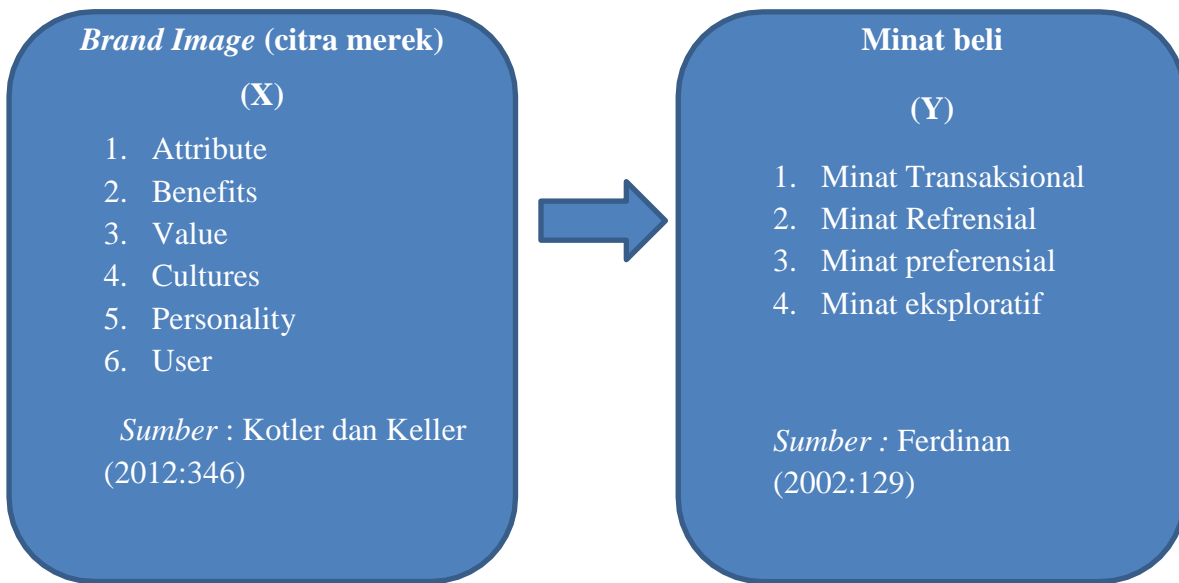 Brand Image (citra merek)
(X)
1. Attribute
2. Benefits
3. Value
4. Cultures
5. Personality
6. User
Sumber : Kotler dan Keller
(2012:346)
Minat beli
(Y)
1. Minat Transaksional
2. Minat Refrensial
3. Minat preferensial
4. Minat eksploratif
Sumber : Ferdinan
(2002:129)